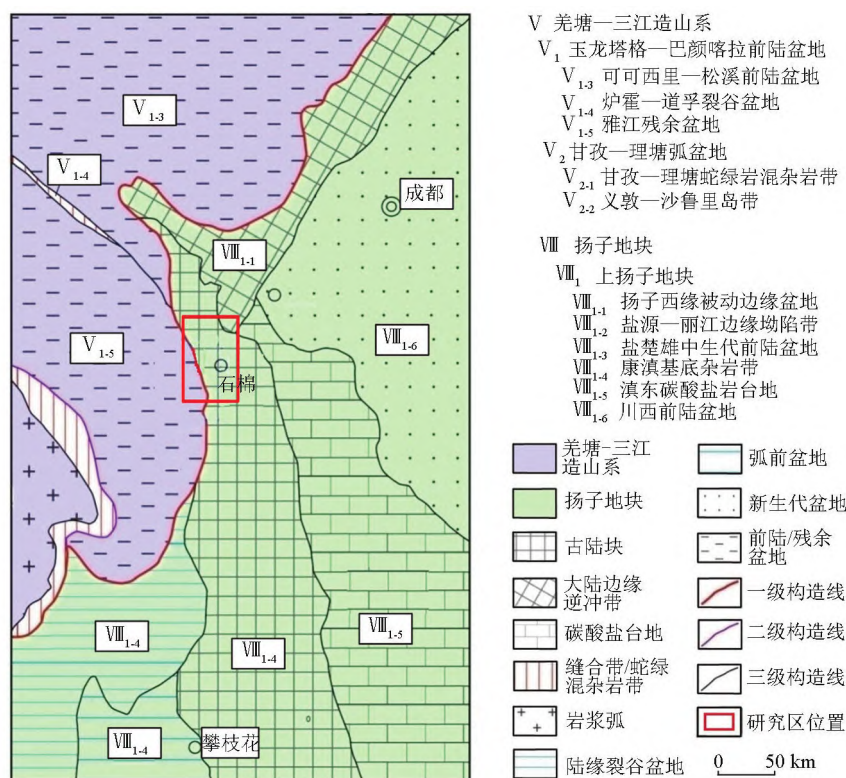 V 羌塘—三江造山系
V₁ 玉龙塔格—巴颜喀拉前陆盆地
V₁₋₃ 可可西里—松溪前陆盆地
V₁₋₄ 炉霍—道孚裂谷盆地
V₁₋₅ 雅江残余盆地
V₂ 甘孜—理塘弧盆地
V₂₋₁ 甘孜—理塘蛇绿岩混杂岩带
V₂₋₂ 义敦—沙鲁里岛带
Ⅷ 扬子地块
Ⅷ₁ 上扬子地块
Ⅷ₁₋₁ 扬子西缘被动边缘盆地
Ⅷ₁₋₂ 盐源—丽江边缘坳陷带
Ⅷ₁₋₃ 盐楚雄中生代前陆盆地
Ⅷ₁₋₄ 康滇基底杂岩带
Ⅷ₁₋₅ 滇东碳酸盐岩台地
Ⅷ₁₋₆ 川西前陆盆地
V₁₋₃
V₁₋₄
成都
Ⅷ₁₋₁
V₁₋₅
Ⅷ₁₋₆
石棉
Ⅷ₁₋₄
Ⅷ₁₋₄
Ⅷ₁₋₅
Ⅷ₁₋₄
攀枝花
羌塘-三江
造山系
扬子地块
古陆块
大陆边缘
逆冲带
碳酸盐台地
缝合带/蛇绿
混杂岩带
岩浆弧
陆缘裂谷盆地
弧前盆地
新生代盆地
前陆/残余
盆地
一级构造线
二级构造线
三级构造线
研究区位置
0 50 km